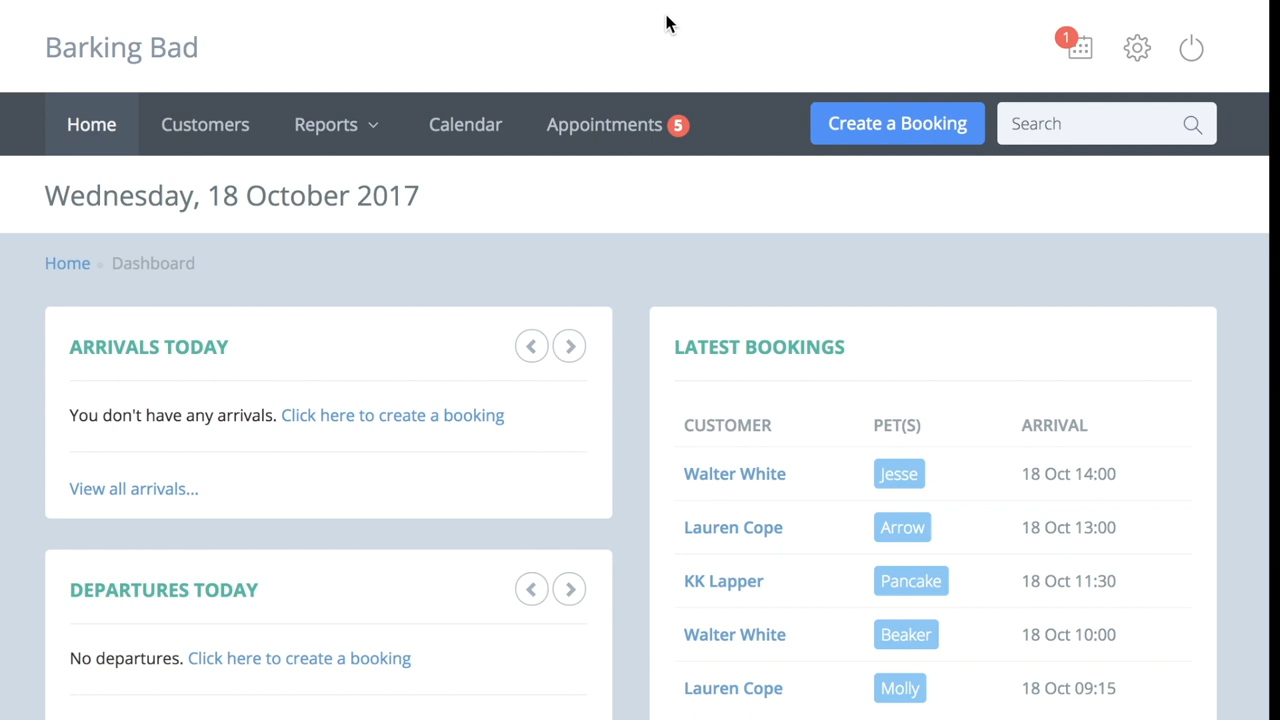 Barking Bad
1
Home Customers Reports Calendar Appointments 5 Create a Booking Search
Wednesday, 18 October 2017
Home Dashboard
ARRIVALS TODAY
You don't have any arrivals. Click here to create a booking
View all arrivals...
DEPARTURES TODAY
No departures. Click here to create a booking
LATEST BOOKINGS
CUSTOMER PET(S) ARRIVAL
Walter White Jesse 18 Oct 14:00
Lauren Cope Arrow 18 Oct 13:00
KK Lapper Pancake 18 Oct 11:30
Walter White Beaker 18 Oct 10:00
Lauren Cope Molly 18 Oct 09:15